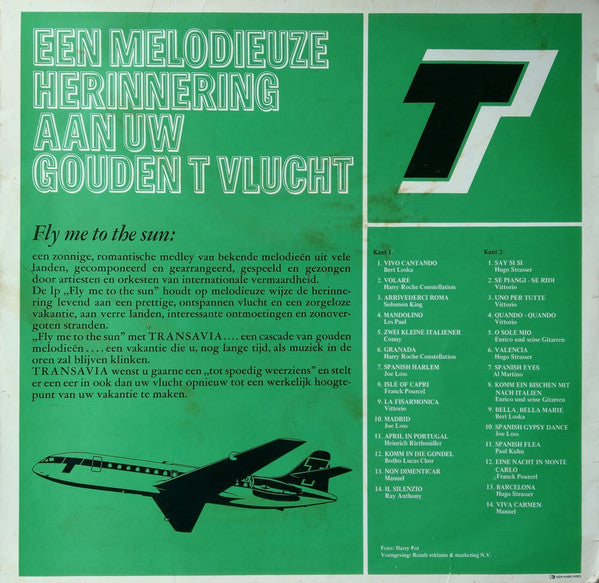 EEN MELODIEUZE
HERINNERING
AAN UW
GOUDEN T VLUCHT
T
Fly me to the sun:
een zonnige, romantische medley van bekende melodieën uit vele
landen, gecomponeerd en gearrangeerd, gespeeld en gezongen
door artiesten en orkesten van internationale vermaardheid.
De lp „Fly me to the sun” houdt op melodieuze wijze de herinne-
ring levend aan een prettige, ontspannen vlucht en een zorgeloze
vakantie, aan verre landen, interessante ontmoetingen en zonover-
goten stranden.
„Fly me to the sun” met TRANSAVIA.... een cascade van gouden
melodieën.... een vakantie die u, nog lange tijd, als muziek in de
oren zal blijven klinken.
TRANSAVIA wenst u gaarne een „tot spoedig weerziens” en stelt
er een eer in ook dan uw vlucht opnieuw tot een werkelijk hoogte-
punt van uw vakantie te maken.
T
Kant 1:
1. VIVO CANTANDO
Bert Loska
2. VOLARE
Harry Roche Constellation
3. ARRIVEDERCI ROMA
Solomon King
4. MANDOLINO
Les Paul
5. ZWEI KLEINE ITALIENER
Conny
6. GRANADA
Harry Roche Constellation
7. SPANISH HARLEM
Joe Loss
8. ISLE OF CAPRI
Franck Pourcel
9. LA FISARMONICA
Vittorio
10. MADRID
Joe Loss
11. APRIL IN PORTUGAL
Heinrich Riethmüller
12. KOMM IN DIE GONDEL
Botho Lucas Chor
13. NON DIMENTICAR
Manuel
14. IL SILENZIO
Ray Anthony
Kant 2:
1. SAY SI SI
Hugo Strasser
2. SE PIANGI - SE RIDI
Vittorio
3. UNO PER TUTTE
Vittorio
4. QUANDO - QUANDO
Vittorio
5. O SOLE MIO
Enrico und seine Gitarren
6. VALENCIA
Hugo Strasser
7. SPANISH EYES
Al Martino
8. KOMM EIN BISCHEN MIT
NACH ITALIEN
Enrico und seine Gitarren
9. BELLA, BELLA MARIE
Bert Loska
10. SPANISH GYPSY DANCE
Joe Loss
11. SPANISH FLEA
Paul Kuhn
12. EINE NACHT IN MONTE
CARLO
Franck Pourcel
13. BARCELONA
Hugo Strasser
14. VIVA CARMEN
Manuel
Foto: Harry Pot
Vormgeving: Result reklame & marketing N.V.